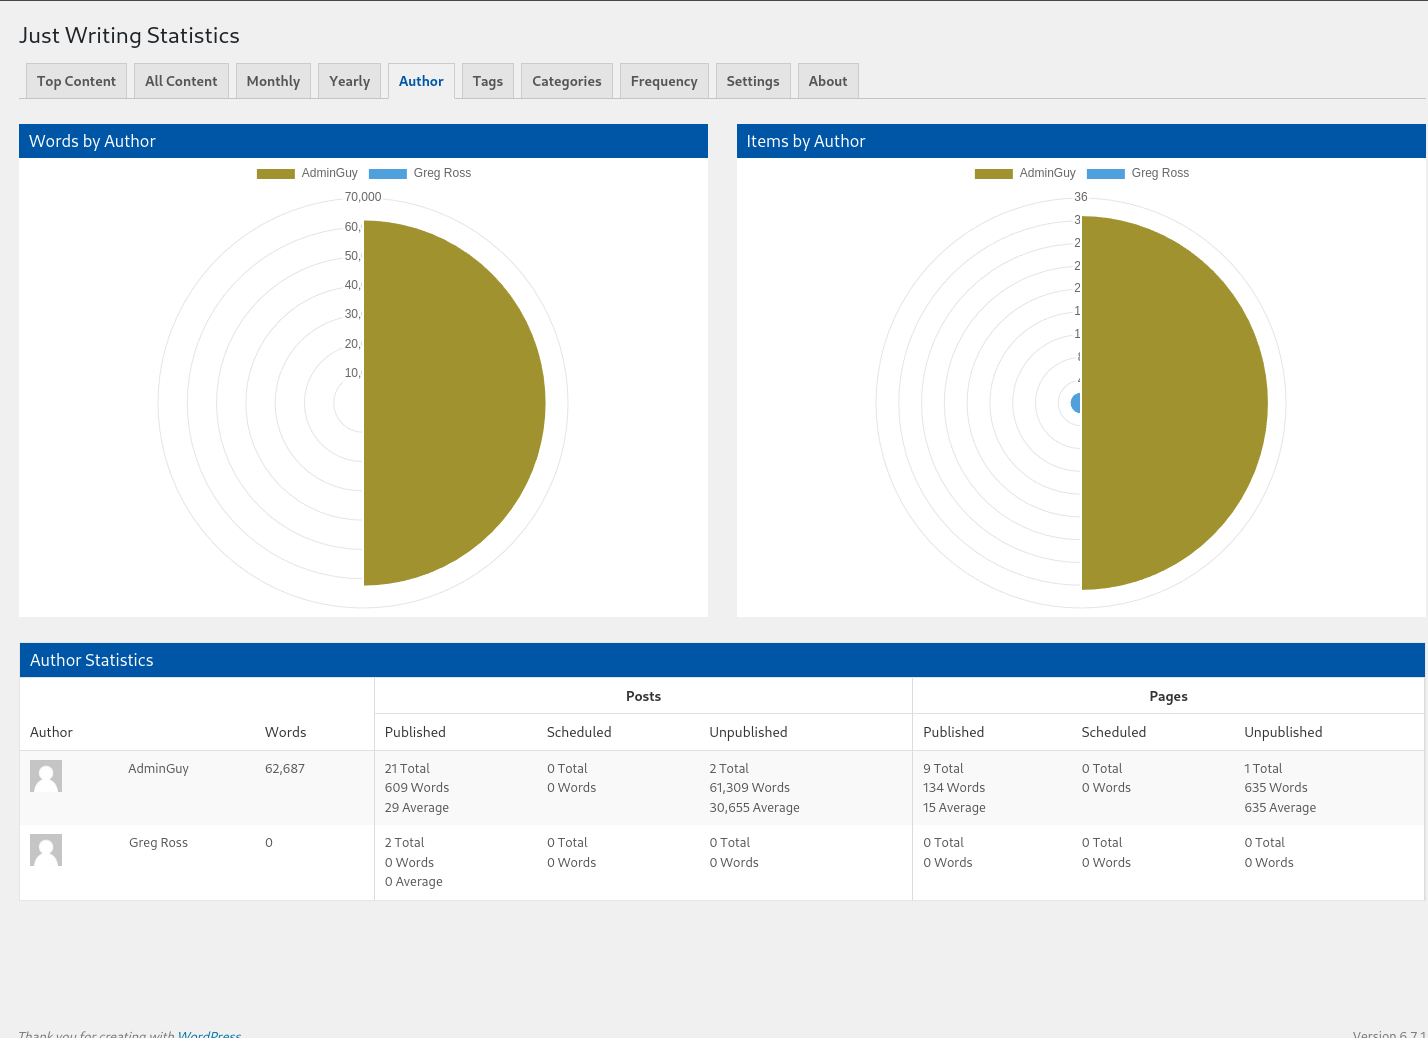 Just Writing Statistics
Top Content All Content Monthly Yearly Author Tags Categories Frequency Settings About
Words by Author
AdminGuy Greg Ross
70,000
60,
50,
40,
30,
20,
10,
Items by Author
AdminGuy Greg Ross
36
3
2
2
2
1
1
Author Statistics
Posts Pages
Author Words Published Scheduled Unpublished Published Scheduled Unpublished
AdminGuy 62,687 21 Total 0 Total 2 Total 9 Total 0 Total 1 Total
609 Words 0 Words 61,309 Words 134 Words 0 Words 635 Words
29 Average 30,655 Average 15 Average 635 Average
Greg Ross 0 2 Total 0 Total 0 Total 0 Total 0 Total 0 Total
0 Words 0 Words 0 Words 0 Words 0 Words 0 Words
0 Average
Thank you for creating with WordPress
Version 6.7.1